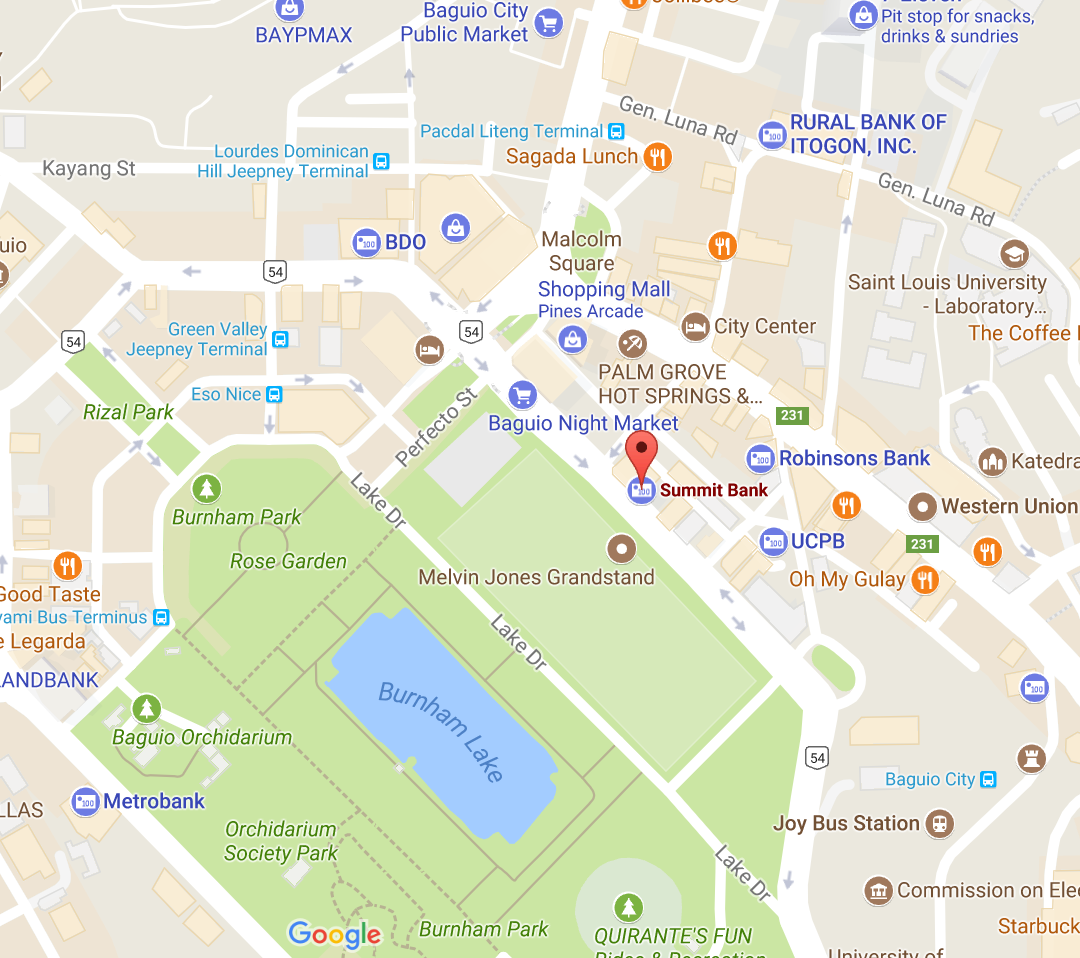 Baguio City
Public Market
BAYPMAX
Pit stop for snacks,
drinks & sundries
Gen. Luna Rd
RURAL BANK OF
ITOGON, INC.
Pacdal Liteng Terminal
Sagada Lunch
Lourdes Dominican
Hill Jeepney Terminal
Kayang St
Gen. Luna Rd
BDO
Malcolm
Square
Saint Louis University
- Laboratory...
54
Shopping Mall
Pines Arcade
City Center
The Coffee
54
54
Green Valley
Jeepney Terminal
PALM GROVE
HOT SPRINGS &...
Eso Nice
Rizal Park
Perfecto St
Baguio Night Market
231
Robinsons Bank
Katedra
Summit Bank
Lake Dr
Burnham Park
Western Union
Rose Garden
UCPB
231
Melvin Jones Grandstand
Oh My Gulay
Good Taste
yami Bus Terminus
e Legarda
Lake Dr
LANDBANK
Burnham Lake
Baguio Orchidarium
54
Baguio City
Metrobank
LLAS
Joy Bus Station
Orchidarium
Society Park
Lake Dr
Commission on Elec
Google
Burnham Park
QUIRANTE'S FUN
Rides & Recreation
Starbuck
University of